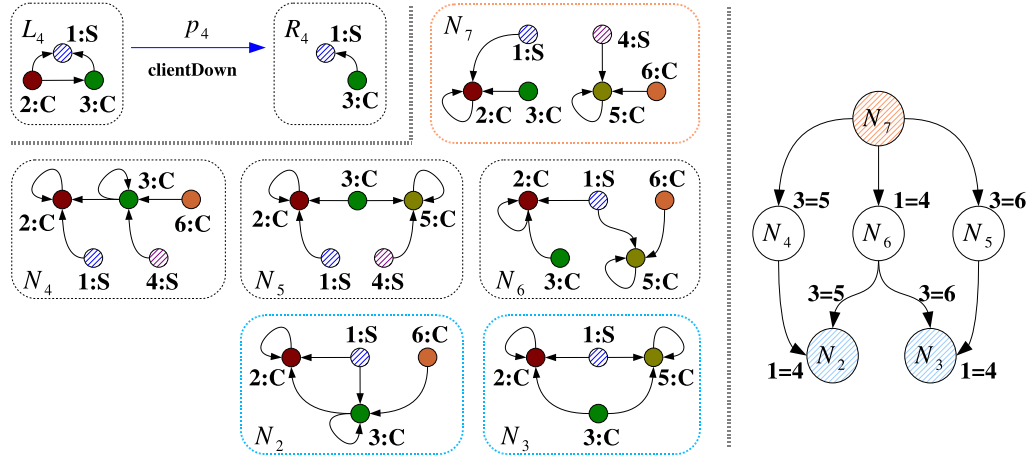 L4 1:S p4 R4 1:S N7
clientDown
2:C 3:C 3:C
1:S 4:S
6:C
2:C 3:C 5:C
N7
3=5 1=4 3=6
N4 N6 N5
3=5 3=6
1=4 N2 N3 1=4
3:C 3:C 2:C 1:S 6:C
2:C 6:C 2:C 5:C
N4 1:S 4:S N5 1:S 4:S N6 3:C 5:C
1:S 6:C 1:S
2:C 2:C 5:C
N2 3:C N3 3:C